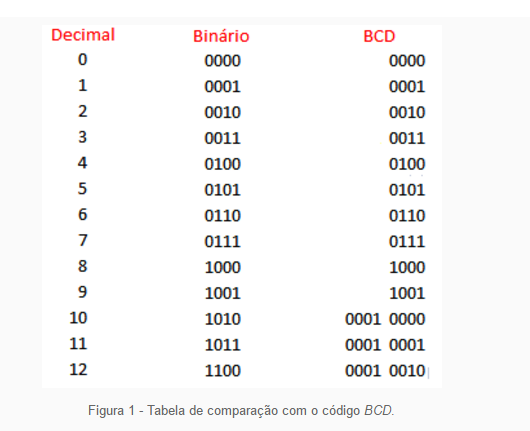 Decimal Binário BCD
0 0000 0000
1 0001 0001
2 0010 0010
3 0011 0011
4 0100 0100
5 0101 0101
6 0110 0110
7 0111 0111
8 1000 1000
9 1001 1001
10 1010 0001 0000
11 1011 0001 0001
12 1100 0001 0010
Figura 1 - Tabela de comparação com o código BCD.